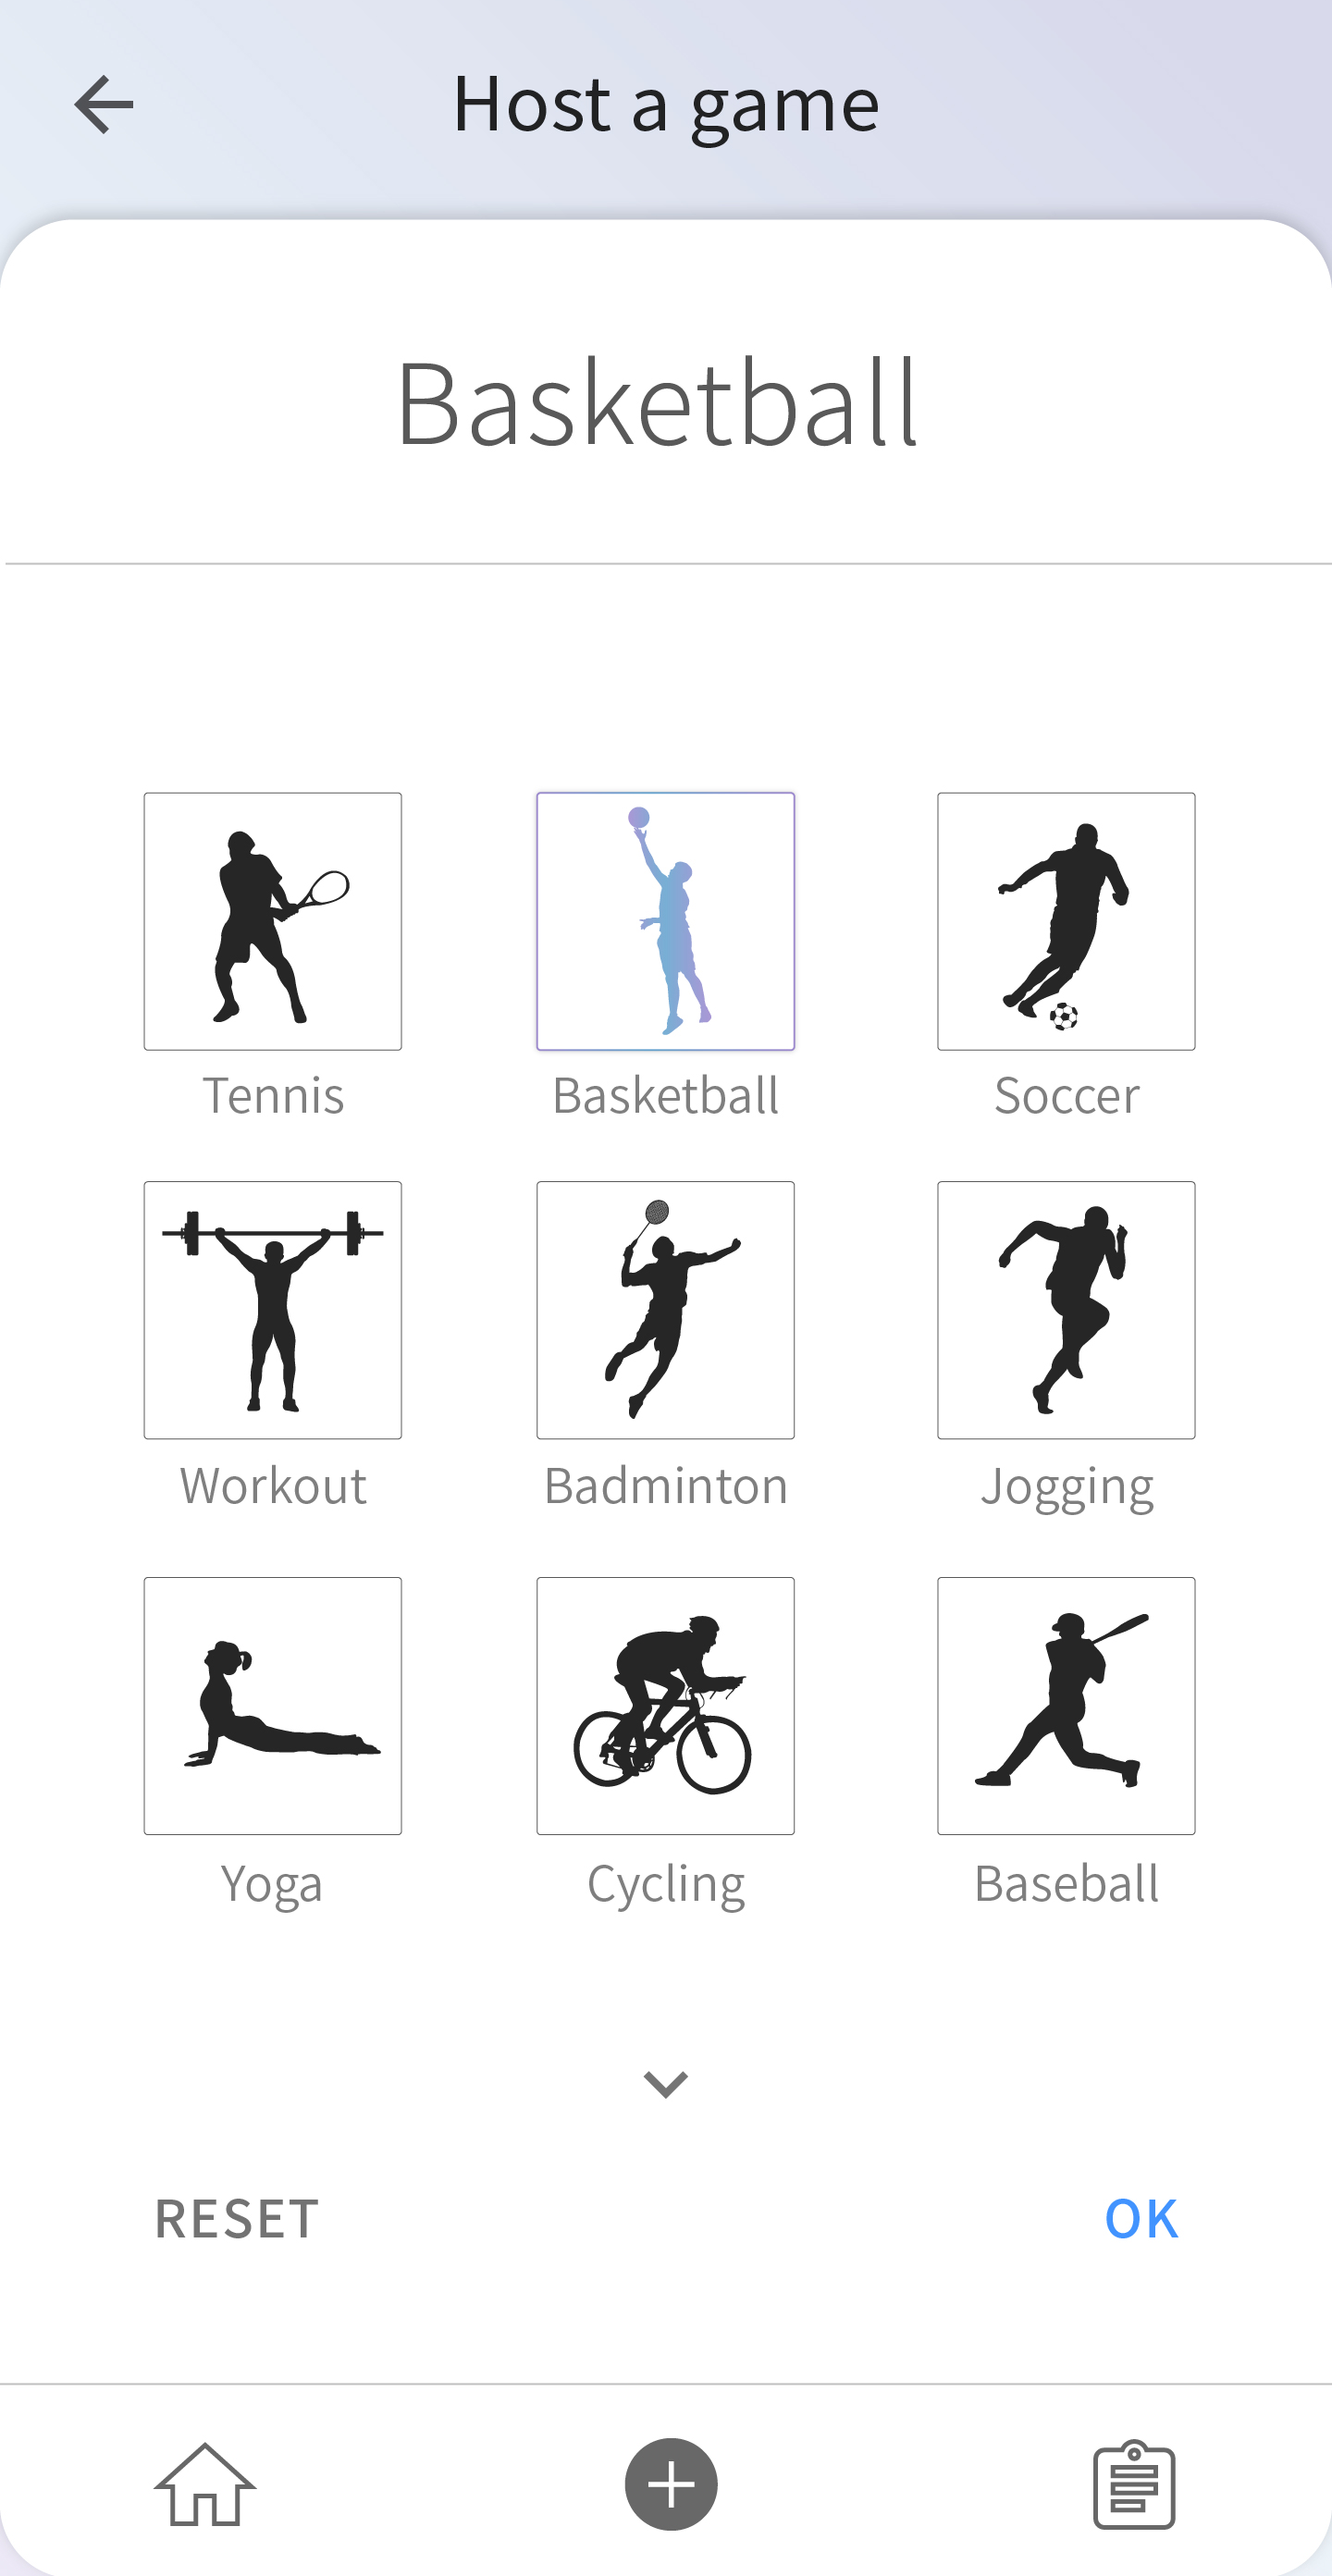 Host a game
Basketball
Tennis Basketball Soccer
Workout Badminton Jogging
Yoga Cycling Baseball
RESET OK